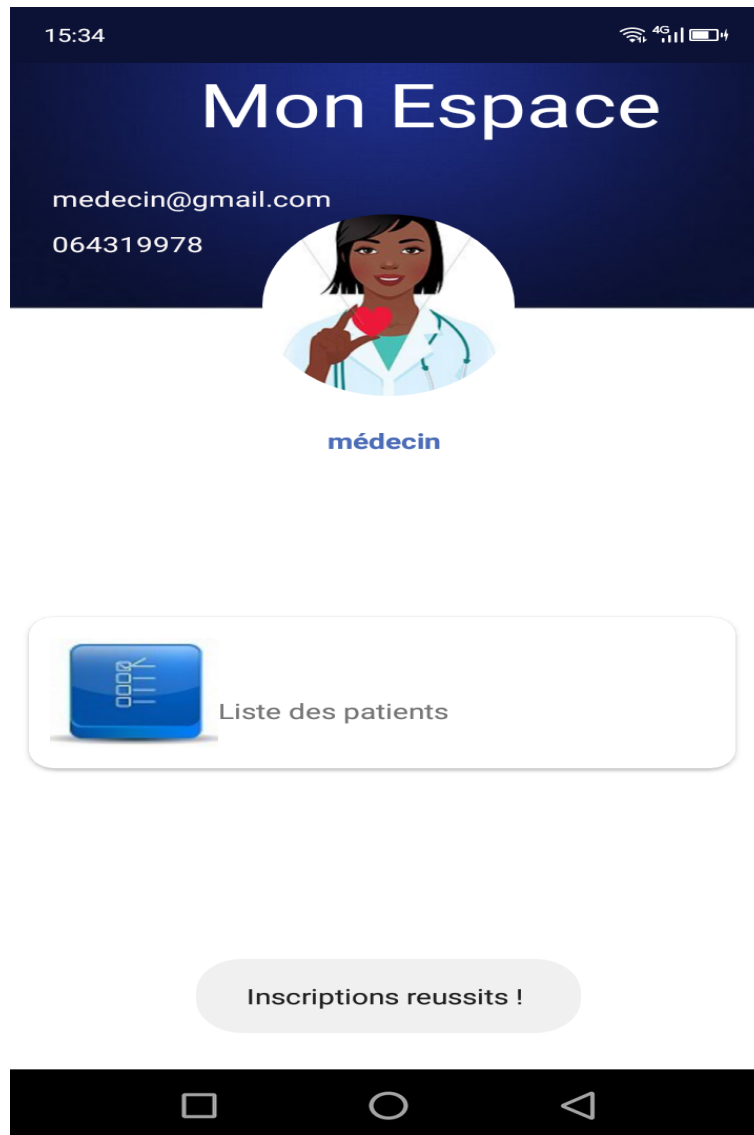 15:34
4G
Mon Espace
medecin@gmail.com
064319978
médecin
Liste des patients
Inscriptions reussits !